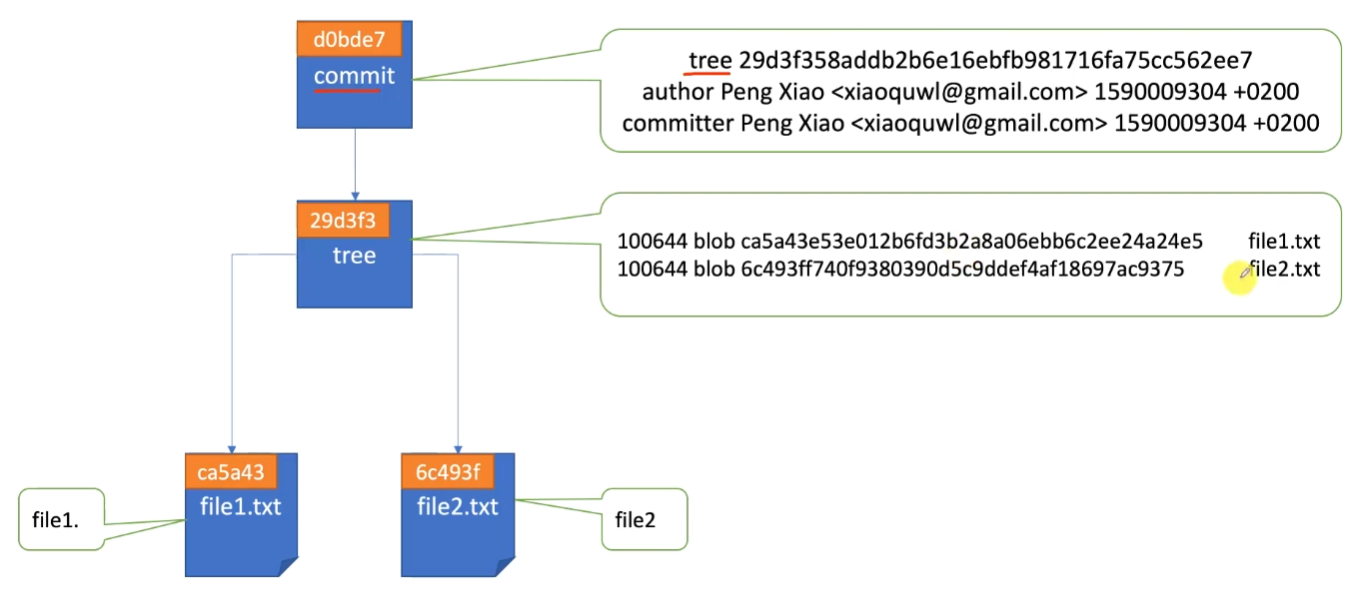 d0bde7
commit
tree 29d3f358addb2b6e16ebfb981716fa75cc562ee7
author Peng Xiao <xiaoquwl@gmail.com> 1590009304 +0200
committer Peng Xiao <xiaoquwl@gmail.com> 1590009304 +0200
29d3f3
tree
100644 blob ca5a43e53e012b6fd3b2a8a06ebb6c2ee24a24e5 file1.txt
100644 blob 6c493ff740f9380390d5c9ddef4af18697ac9375 file2.txt
ca5a43
file1.txt
file1.
6c493f
file2.txt
file2